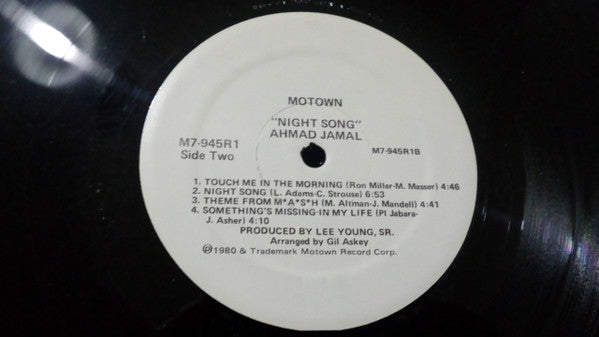 MOTOWN
"NIGHT SONG"
AHMAD JAMAL
M7-945R1
Side Two
M7-945R1B
1. TOUCH ME IN THE MORNING (Ron Miller-M. Masser) 4:46
2. NIGHT SONG (L. Adams-C. Strouse) 6:53
3. THEME FROM M*A*S*H (M. Altman-J. Mandell) 4:41
4. SOMETHING'S MISSING IN MY LIFE (Pl Jabara-
J. Asher) 4:10
PRODUCED BY LEE YOUNG, SR.
Arranged by Gil Askey
℗1980 & Trademark Motown Record Corp.